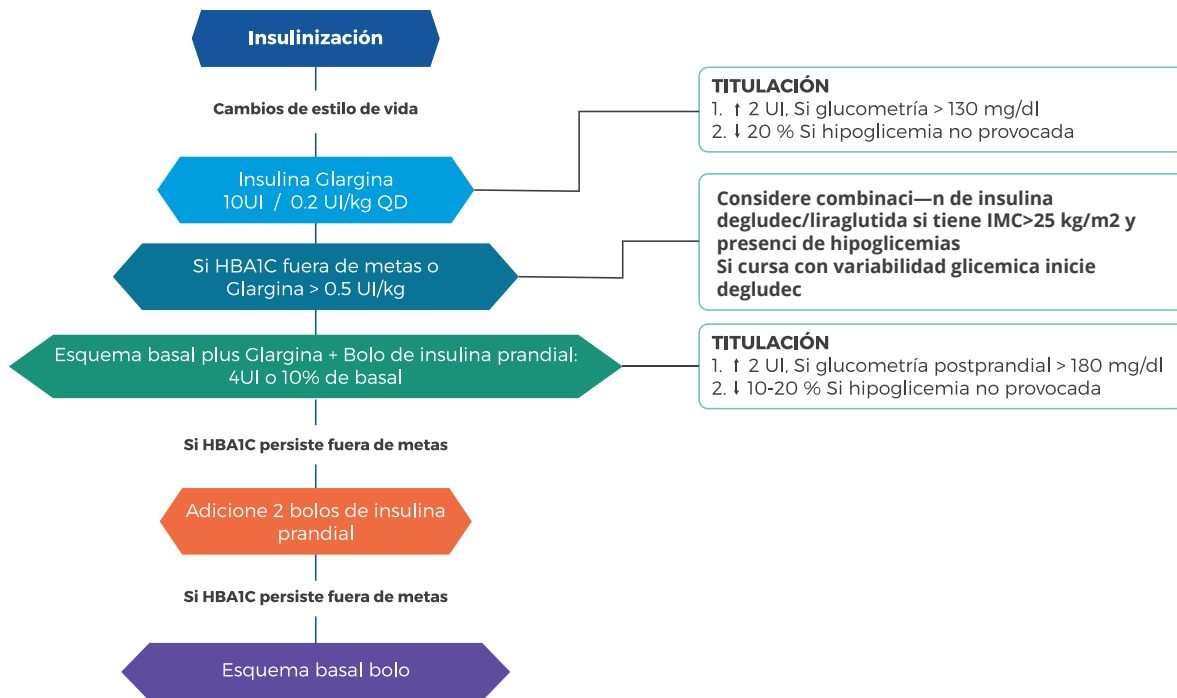 Insulinización
Cambios de estilo de vida
TITULACIÓN
1. ↑ 2 UI, Si glucometría > 130 mg/dl
2. ↓ 20 % Si hipoglicemia no provocada
Insulina Glargina
10UI / 0.2 UI/kg QD
Considere combinaci—n de insulina
degludec/liraglutida si tiene IMC>25 kg/m2 y
presenci de hipoglicemias
Si cursa con variabilidad glicemica inicie
degludec
Si HBA1C fuera de metas o
Glargina > 0.5 UI/kg
Esquema basal plus Glargina + Bolo de insulina prandial:
4UI o 10% de basal
TITULACIÓN
1. ↑ 2 UI, Si glucometría postprandial > 180 mg/dl
2. ↓ 10-20 % Si hipoglicemia no provocada
Si HBA1C persiste fuera de metas
Adicione 2 bolos de insulina
prandial
Si HBA1C persiste fuera de metas
Esquema basal bolo